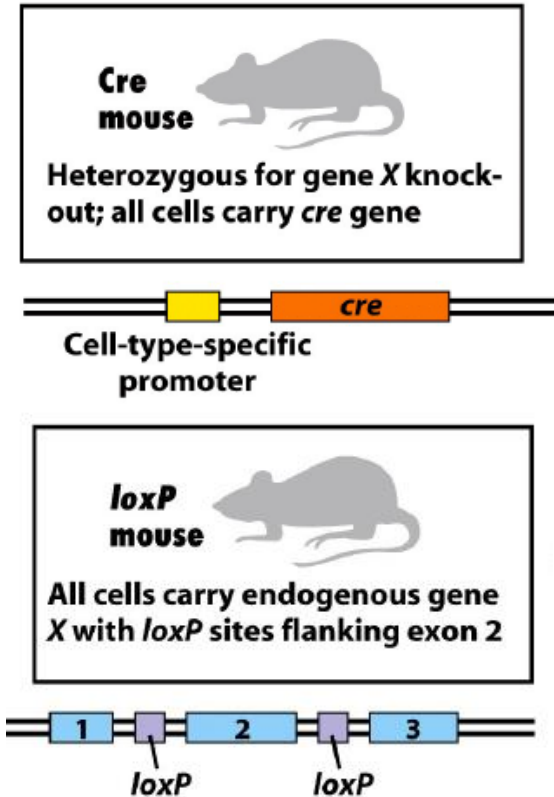 Cre
mouse
Heterozygous for gene X knock-
out; all cells carry cre gene
cre
Cell-type-specific
promoter
loxP
mouse
All cells carry endogenous gene
X with loxP sites flanking exon 2
1 2 3
loxP loxP